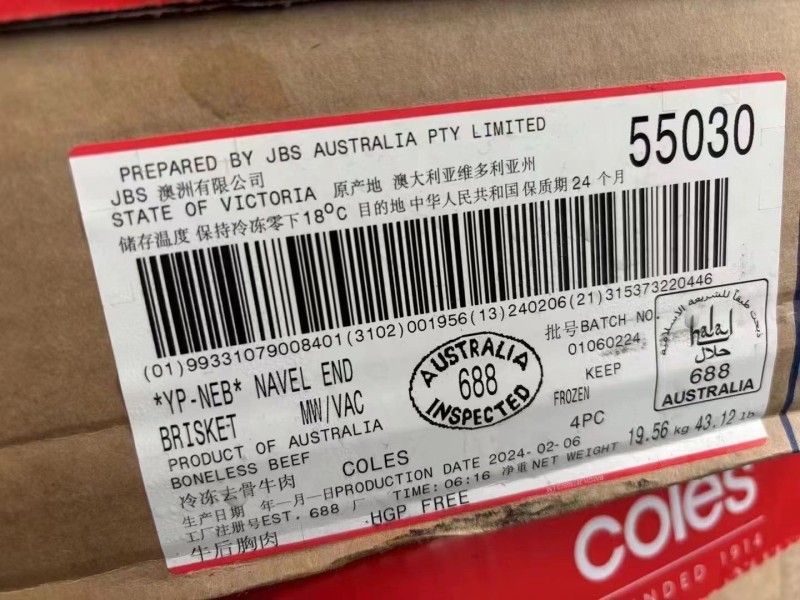 PREPARED BY JBS AUSTRALIA PTY LIMITED
55030
JBS 澳洲有限公司
STATE OF VICTORIA 原产地 澳大利亚维多利亚州
储存温度 保持冷冻零下18°C 目的地 中华人民共和国 保质期 24 个月
(01)99331079008401(3102)001956(13)240206(21)315373220446
*YP-NEB* NAVEL END
BRISKET MW/VAC
PRODUCT OF AUSTRALIA
BONELESS BEEF COLES
冷冻去骨牛肉
生产日期 年—月—日PRODUCTION DATE 2024-02-06
工厂注册号EST. 688 厂 TIME: 06:16
净重NET WEIGHT 19.56 kg 43.12 lb
牛后胸肉 .HGP FREE
AUSTRALIA
688
INSPECTED
批号BATCH NO.
01060224
KEEP
FROZEN
4PC
halal
حلال
688
AUSTRALIA
coles
1914